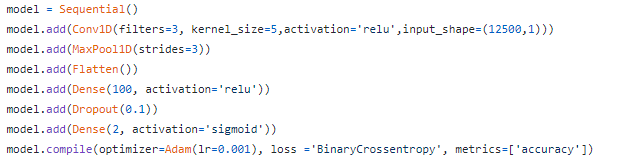 model = Sequential()
model.add(Conv1D(filters=3, kernel_size=5,activation='relu',input_shape=(12500,1)))
model.add(MaxPool1D(strides=3))
model.add(Flatten())
model.add(Dense(100, activation='relu'))
model.add(Dropout(0.1))
model.add(Dense(2, activation='sigmoid'))
model.compile(optimizer=Adam(lr=0.001), loss ='BinaryCrossentropy', metrics=['accuracy'])